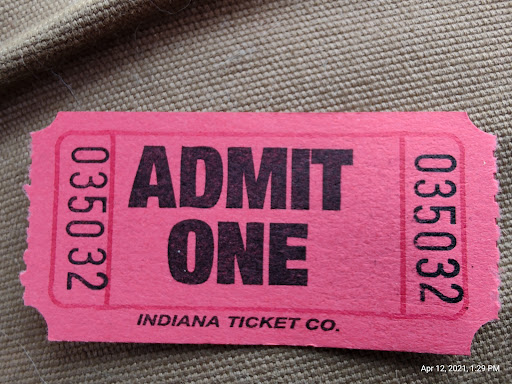 035032
ADMIT
ONE
035032
INDIANA TICKET CO.
Apr 12, 2021, 1:29 PM